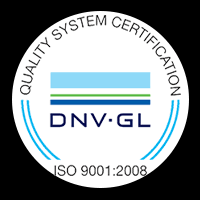 QUALITY SYSTEM CERTIFICATION
DNV·GL
ISO 9001:2008